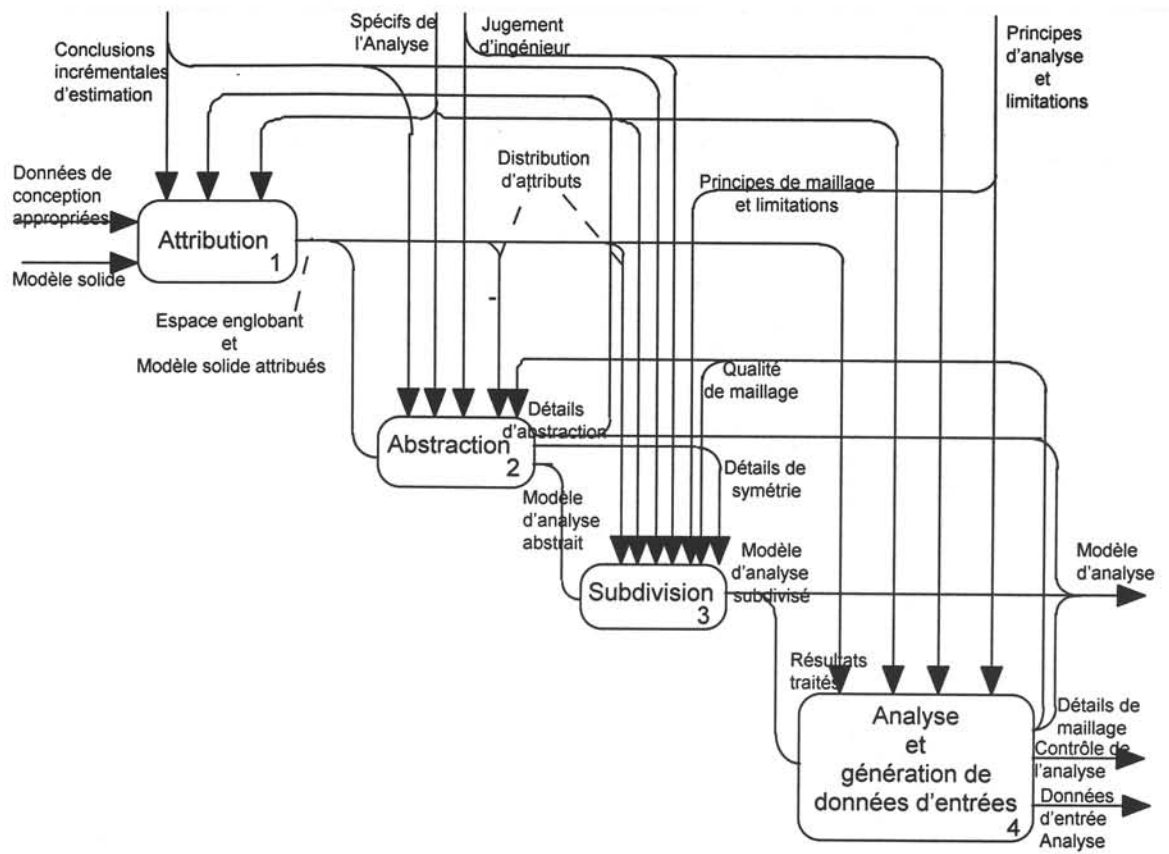 Conclusions
incrémentales
d'estimation
Spécifs de
l'Analyse
Jugement
d'ingénieur
Principes
d'analyse
et
limitations
Données de
conception
appropriées
Modèle solide
Attribution
1
Distribution
d'attributs
Principes de maillage
et limitations
Espace englobant
et
Modèle solide attribués
Qualité
de maillage
Abstraction
2
Détails
d'abstraction
Détails de
symétrie
Modèle
d'analyse
abstrait
Subdivision
3
Modèle
d'analyse
subdivisé
Modèle
d'analyse
Résultats
traités
Analyse
et
génération de
données d'entrées
4
Détails de
maillage
Contrôle de
l'analyse
Données
d'entrée
Analyse